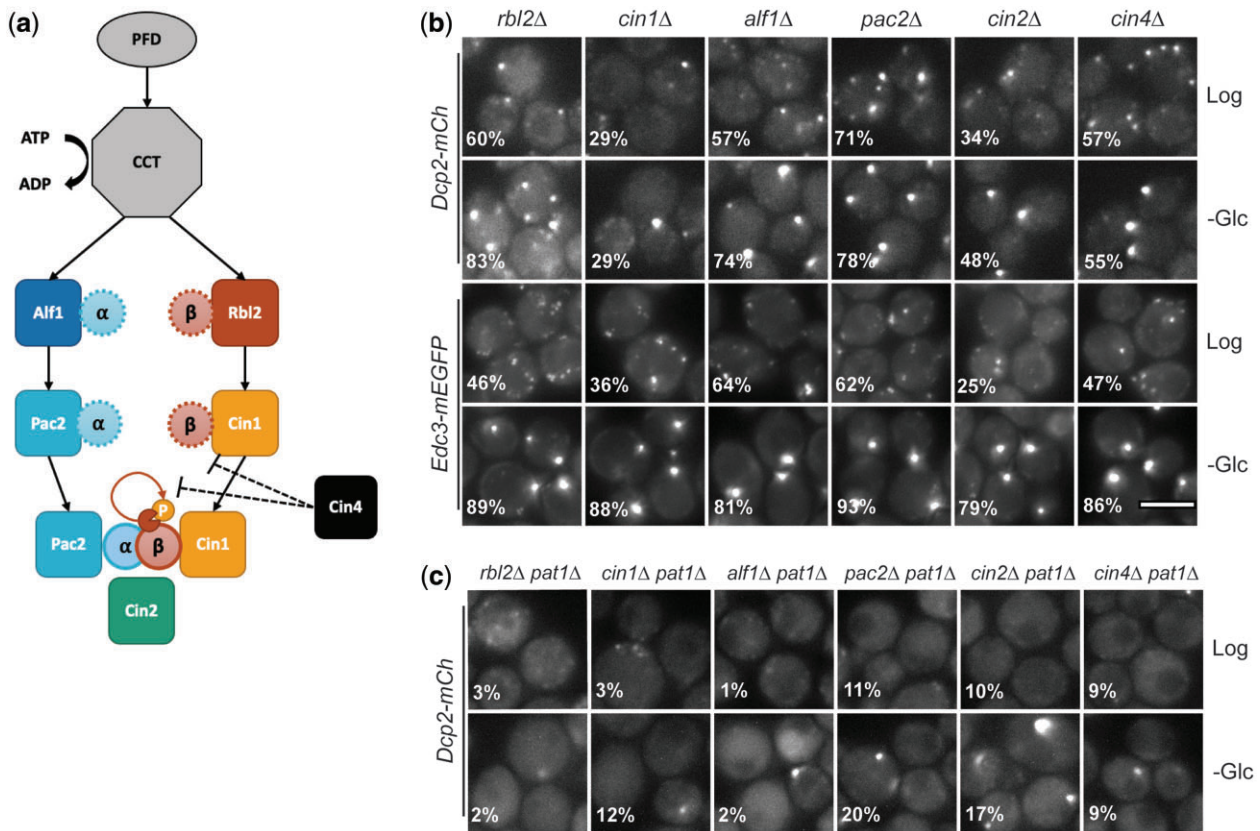 (a)
PFD
CCT
ATP
ADP
Alf1 α
β Rbl2
Pac2 α
β Cin1
Cin4
P
Pac2 α β Cin1
Cin2
(b)
rbl2Δ cin1Δ alf1Δ pac2Δ cin2Δ cin4Δ
Dcp2-mCh
60% 29% 57% 71% 34% 57%
Log
83% 29% 74% 78% 48% 55%
-Glc
Edc3-mEGFP
46% 36% 64% 62% 25% 47%
Log
89% 88% 81% 93% 79% 86%
-Glc
(c)
rbl2Δ pat1Δ cin1Δ pat1Δ alf1Δ pat1Δ pac2Δ pat1Δ cin2Δ pat1Δ cin4Δ pat1Δ
Dcp2-mCh
3% 3% 1% 11% 10% 9%
Log
2% 12% 2% 20% 17% 9%
-Glc